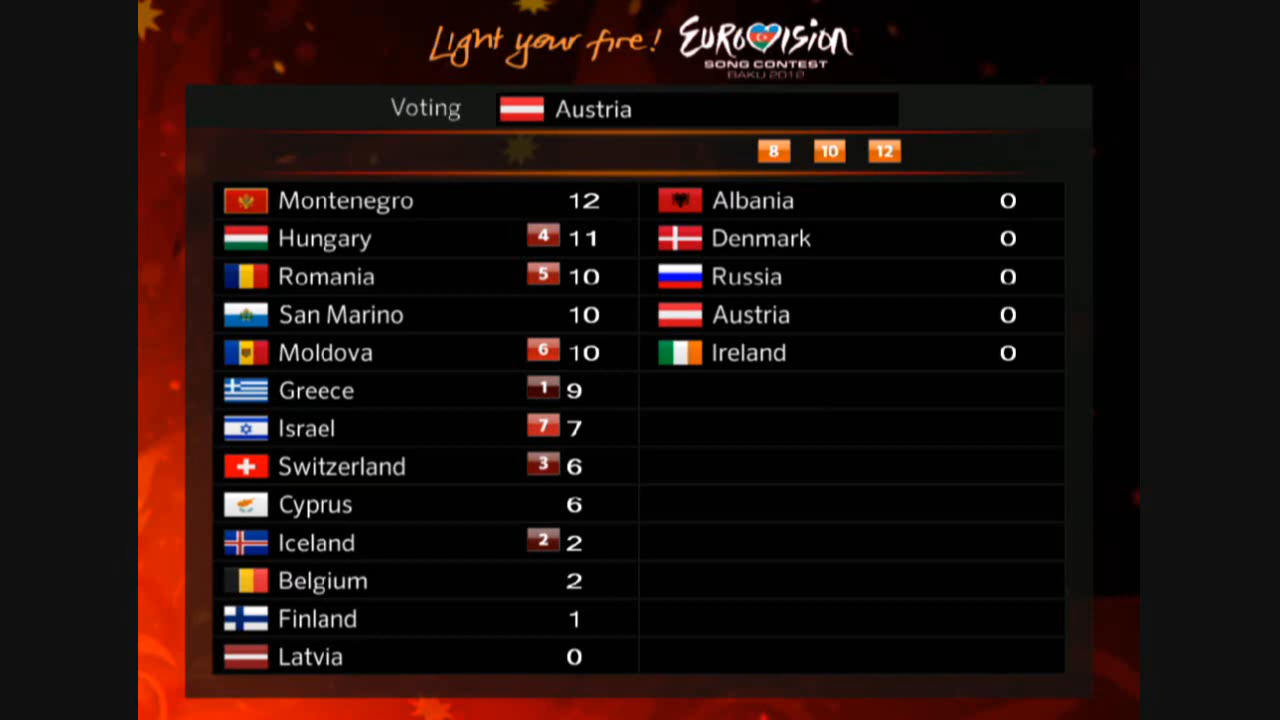 Light your fire! EUROVISION
SONG CONTEST
BAKU 2012
Voting Austria
8 10 12
Montenegro 12 Albania 0
Hungary 4 11 Denmark 0
Romania 5 10 Russia 0
San Marino 10 Austria 0
Moldova 6 10 Ireland 0
Greece 1 9
Israel 7 7
Switzerland 3 6
Cyprus 6
Iceland 2 2
Belgium 2
Finland 1
Latvia 0